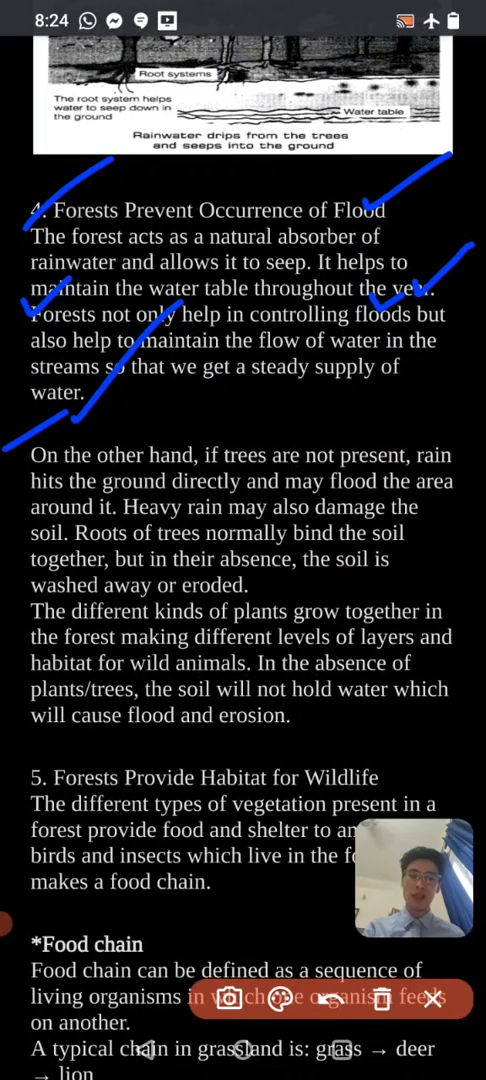 8:24
Root systems
The root system helps
water to seep down in
the ground
Water table
Rainwater drips from the trees
and seeps into the ground
4. Forests Prevent Occurrence of Flood
The forest acts as a natural absorber of
rainwater and allows it to seep. It helps to
maintain the water table throughout the year.
Forests not only help in controlling floods but
also help to maintain the flow of water in the
streams so that we get a steady supply of
water.
On the other hand, if trees are not present, rain
hits the ground directly and may flood the area
around it. Heavy rain may also damage the
soil. Roots of trees normally bind the soil
together, but in their absence, the soil is
washed away or eroded.
The different kinds of plants grow together in
the forest making different levels of layers and
habitat for wild animals. In the absence of
plants/trees, the soil will not hold water which
will cause flood and erosion.
5. Forests Provide Habitat for Wildlife
The different types of vegetation present in a
forest provide food and shelter to
birds and insects which live in the
makes a food chain.
*Food chain
Food chain can be defined as a sequence of
living organisms in which one organism feeds
on another.
A typical chain in grassland is: grass → deer
→ lion